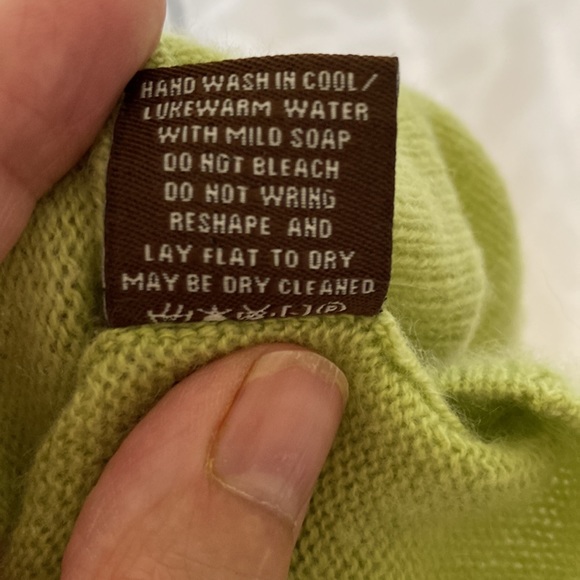 HAND WASH IN COOL/
LUKEWARM WATER
WITH MILD SOAP
DO NOT BLEACH
DO NOT WRING
RESHAPE AND
LAY FLAT TO DRY
MAY BE DRY CLEANED